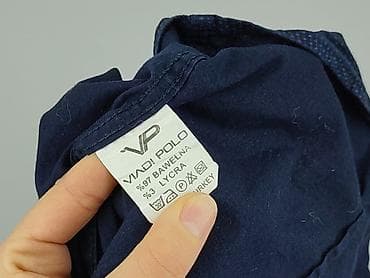 VP
VIADI POLO
%97 BAWEŁNA
%3 LYCRA